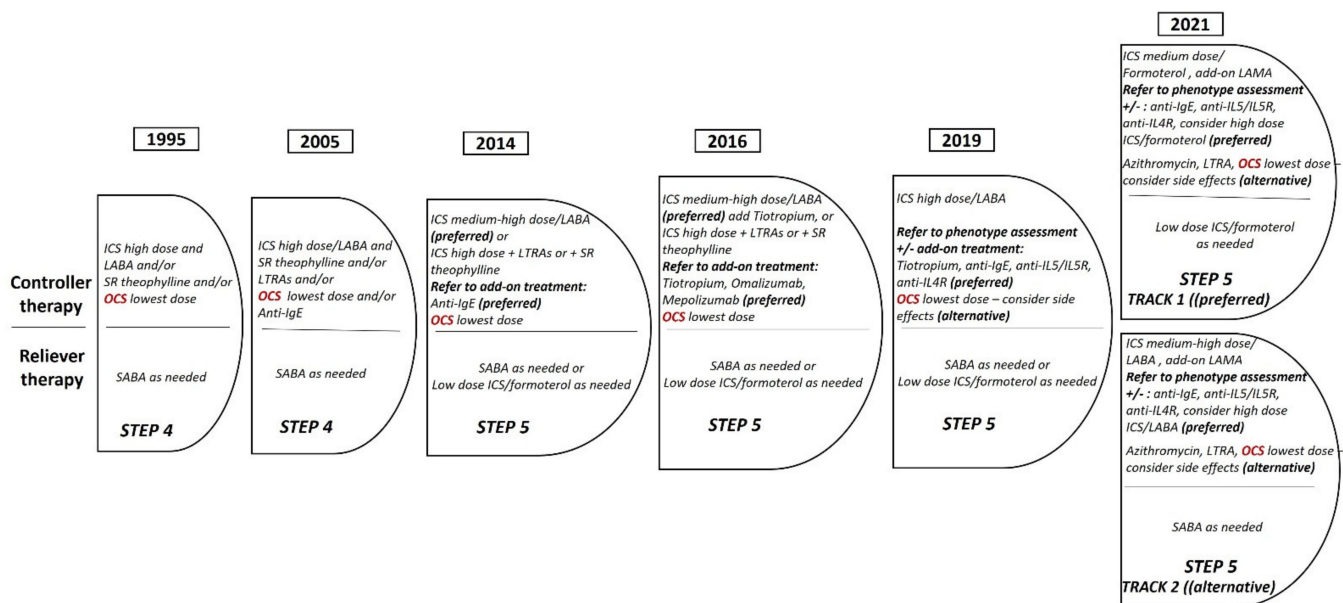 1995
ICS high dose and
LABA and/or
SR theophylline and/or
OCS lowest dose
SABA as needed
STEP 4
Controller
therapy
Reliever
therapy
2005
ICS high dose/LABA and
SR theophylline and/or
LTRAs and/or
OCS lowest dose and/or
Anti-IgE
SABA as needed
STEP 4
2014
ICS medium-high dose/LABA
(preferred) or
ICS high dose + LTRAs or + SR
theophylline
Refer to add-on treatment:
Anti-IgE (preferred)
OCS lowest dose
SABA as needed or
Low dose ICS/formoterol as needed
STEP 5
2016
ICS medium-high dose/LABA
(preferred) add Tiotropium, or
ICS high dose + LTRAs or + SR
theophylline
Refer to add-on treatment:
Tiotropium, Omalizumab,
Mepolizumab (preferred)
OCS lowest dose
SABA as needed or
Low dose ICS/formoterol as needed
STEP 5
2019
ICS high dose/LABA
Refer to phenotype assessment
+/- add-on treatment:
Tiotropium, anti-IgE, anti-IL5/IL5R,
anti-IL4R (preferred)
OCS lowest dose – consider side
effects (alternative)
SABA as needed or
Low dose ICS/formoterol as needed
STEP 5
2021
ICS medium dose/
Formoterol , add-on LAMA
Refer to phenotype assessment
+/- : anti-IgE, anti-IL5/IL5R,
anti-IL4R, consider high dose
ICS/formoterol (preferred)
Azithromycin, LTRA, OCS lowest dose –
consider side effects (alternative)
Low dose ICS/formoterol
as needed
STEP 5
TRACK 1 ((preferred)
ICS medium-high dose/
LABA , add-on LAMA
Refer to phenotype assessment
+/- : anti-IgE, anti-IL5/IL5R,
anti-IL4R, consider high dose
ICS/LABA (preferred)
Azithromycin, LTRA, OCS lowest dose –
consider side effects (alternative)
SABA as needed
STEP 5
TRACK 2 ((alternative)